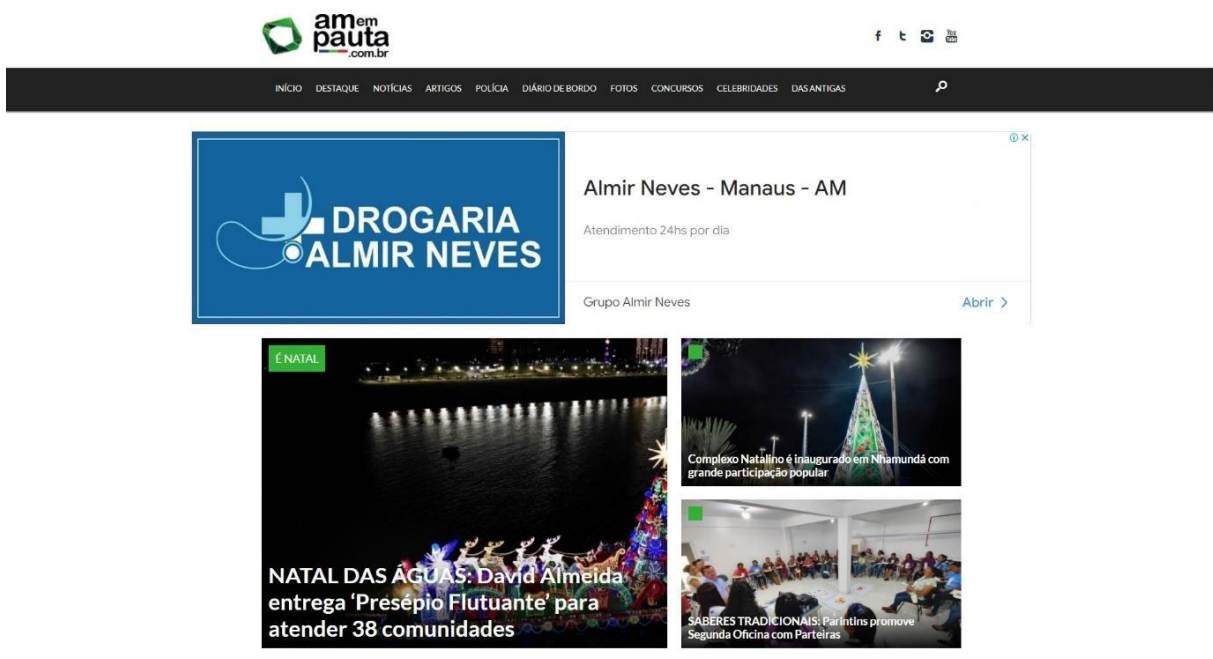 amem
pauta
.com.br
You
Tube
INÍCIO DESTAQUE NOTÍCIAS ARTIGOS POLÍCIA DIÁRIO DE BORDO FOTOS CONCURSOS CELEBRIDADES DAS ANTIGAS
DROGARIA
ALMIR NEVES
Almir Neves - Manaus - AM
Atendimento 24hs por dia
Grupo Almir Neves
Abrir >
É NATAL
NATAL DAS ÁGUAS: David Almeida
entrega ‘Presépio Flutuante’ para
atender 38 comunidades
Complexo Natalino é inaugurado em Nhamundá com
grande participação popular
SABERES TRADICIONAIS: Parintins promove
Segunda Oficina com Parteiras